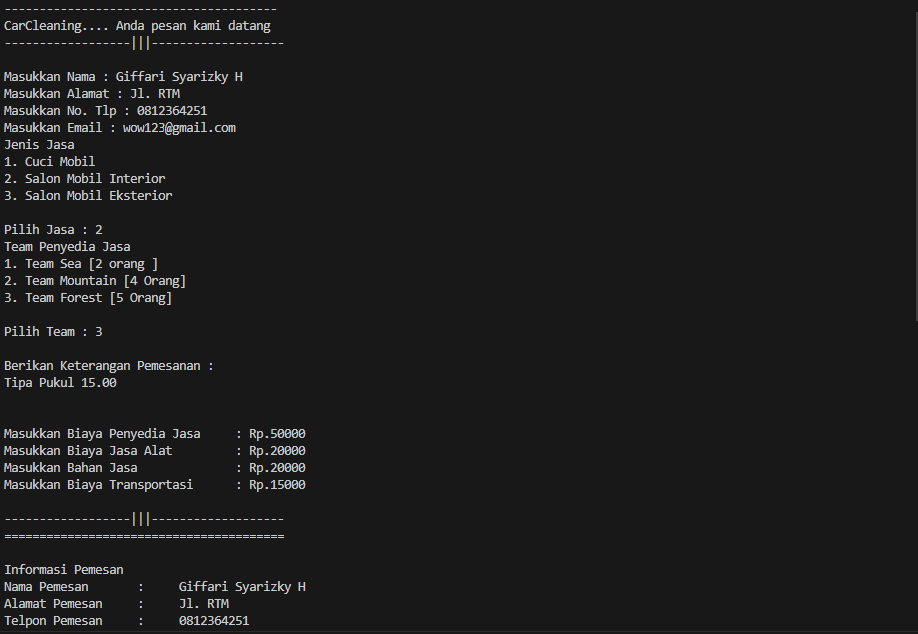 ---------------------------------------
CarCleaning.... Anda pesan kami datang
------------------|||-------------------
Masukkan Nama : Giffari Syarizky H
Masukkan Alamat : Jl. RTM
Masukkan No. Tlp : 0812364251
Masukkan Email : wow123@gmail.com
Jenis Jasa
1. Cuci Mobil
2. Salon Mobil Interior
3. Salon Mobil Eksterior
Pilih Jasa : 2
Team Penyedia Jasa
1. Team Sea [2 orang ]
2. Team Mountain [4 Orang]
3. Team Forest [5 Orang]
Pilih Team : 3
Berikan Keterangan Pemesanan :
Tipa Pukul 15.00
Masukkan Biaya Penyedia Jasa     : Rp.50000
Masukkan Biaya Jasa Alat         : Rp.20000
Masukkan Bahan Jasa              : Rp.20000
Masukkan Biaya Transportasi      : Rp.15000
------------------|||-------------------
========================================
Informasi Pemesan
Nama Pemesan       :     Giffari Syarizky H
Alamat Pemesan     :     Jl. RTM
Telpon Pemesan     :     0812364251